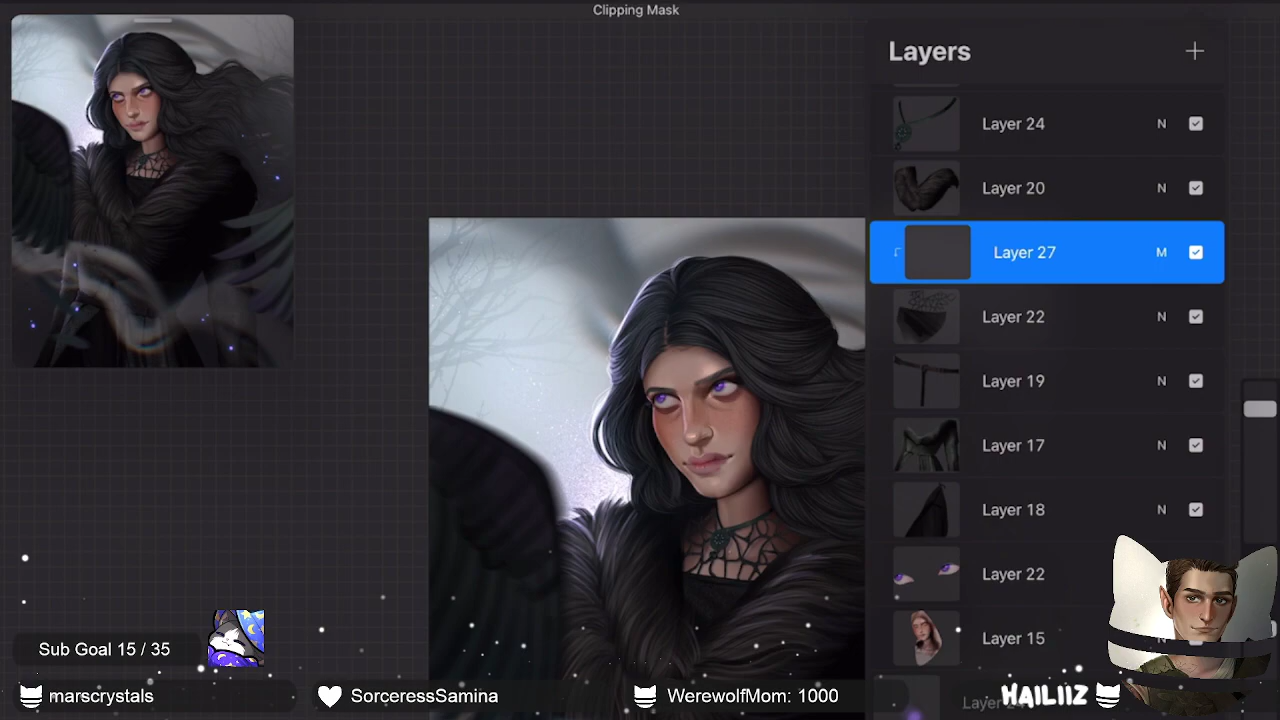 Clipping Mask
Layers
Layer 24 N
Layer 20 N
Layer 27 M
Layer 22 N
Layer 19 N
Layer 17 N
Layer 18 N
Layer 22
Layer 15 N
Sub Goal 15 / 35
marscrystals
SorceressSamina
WerewolfMom: 1000
HAILIIZ